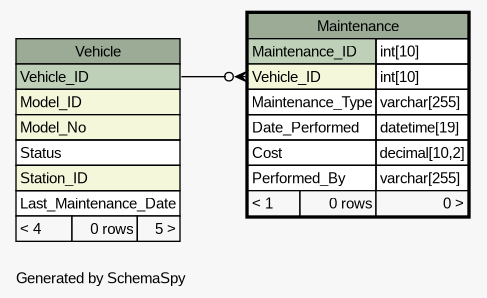 Vehicle
Vehicle_ID
Model_ID
Model_No
Status
Station_ID
Last_Maintenance_Date
< 4 0 rows 5 >
Maintenance
Maintenance_ID int[10]
Vehicle_ID int[10]
Maintenance_Type varchar[255]
Date_Performed datetime[19]
Cost decimal[10,2]
Performed_By varchar[255]
< 1 0 rows 0 >
Generated by SchemaSpy